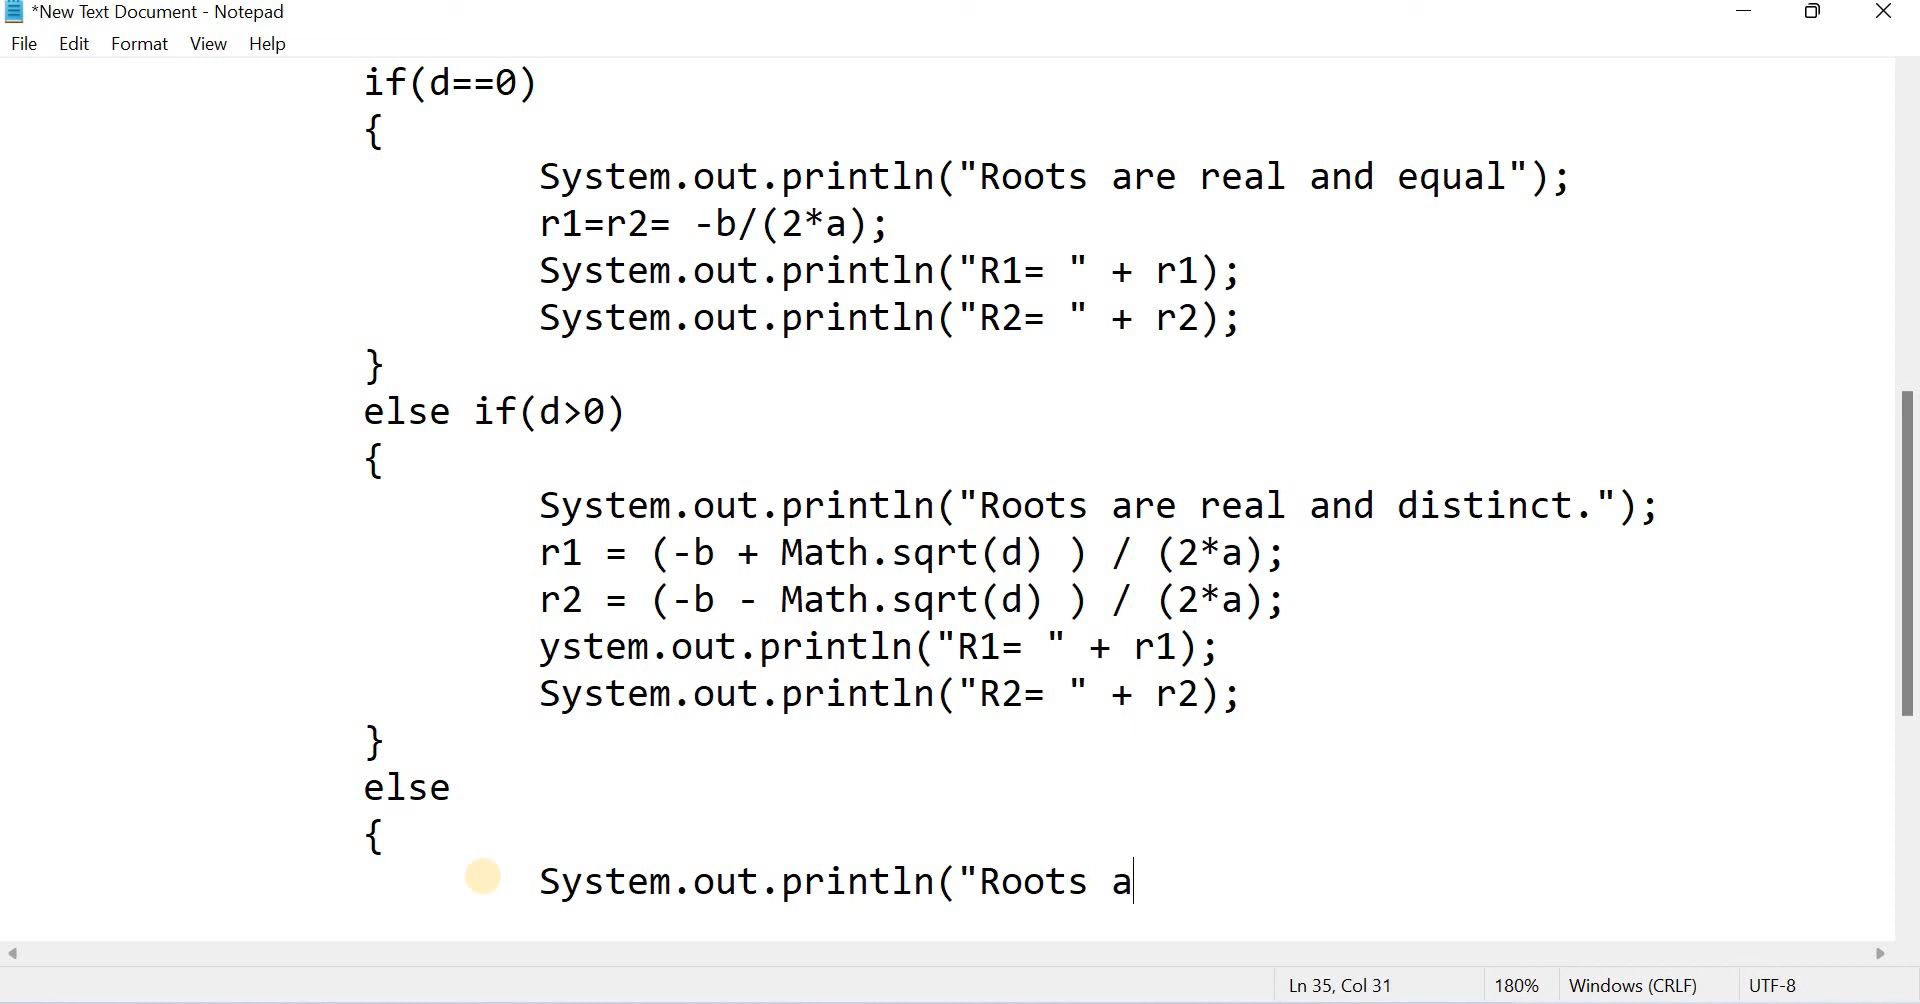 *New Text Document - Notepad
File Edit Format View Help
if(d==0)
{
System.out.println("Roots are real and equal");
r1=r2= -b/(2*a);
System.out.println("R1= " + r1);
System.out.println("R2= " + r2);
}
else if(d>0)
{
System.out.println("Roots are real and distinct.");
r1 = (-b + Math.sqrt(d) ) / (2*a);
r2 = (-b - Math.sqrt(d) ) / (2*a);
ystem.out.println("R1= " + r1);
System.out.println("R2= " + r2);
}
else
{
System.out.println("Roots a
Ln 35, Col 31 180% Windows (CRLF) UTF-8